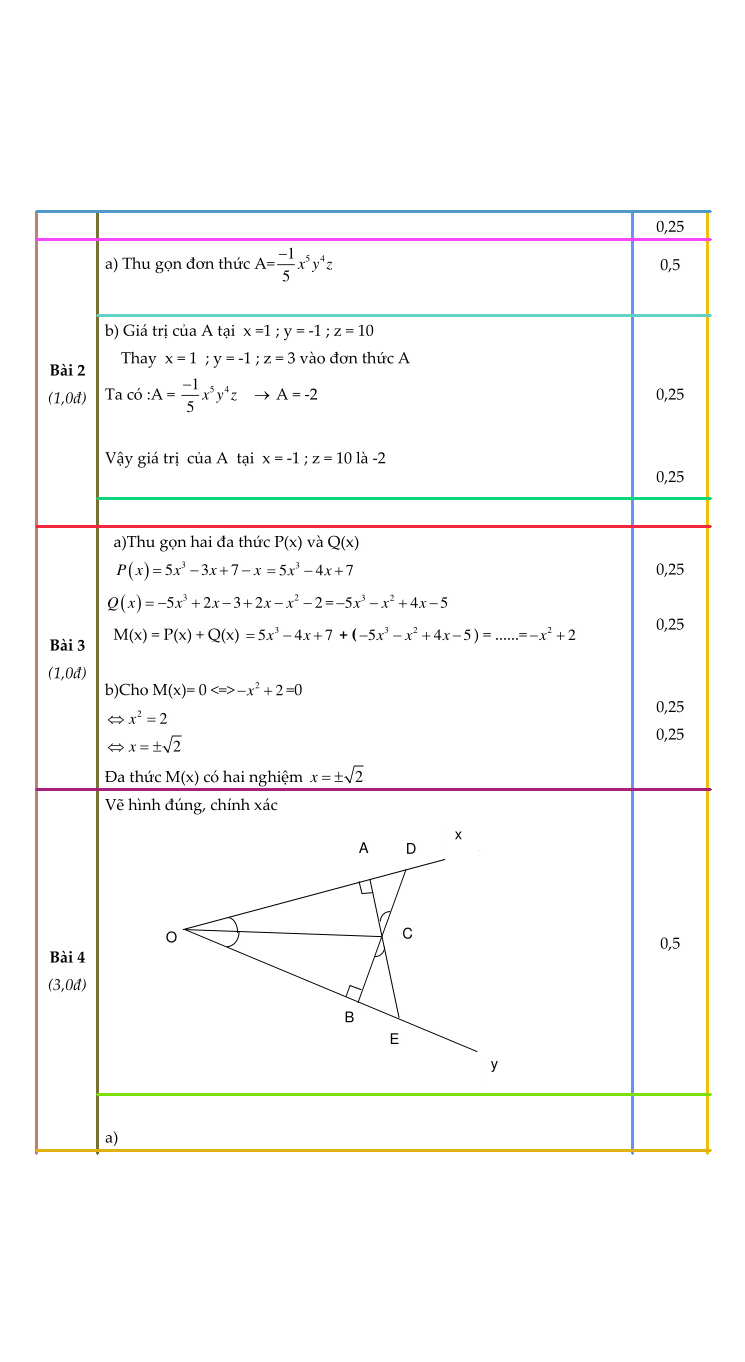 0,25
a) Thu gọn đơn thức A=\frac{-1}{5}x^5y^4z
0,5
b) Giá trị của A tại x =1 ; y = -1 ; z = 10
Thay x = 1 ; y = -1 ; z = 3 vào đơn thức A
Bài 2
(1,0đ)
Ta có :A = \frac{-1}{5}x^5y^4z → A = -2
0,25
Vậy giá trị của A tại x = -1 ; z = 10 là -2
0,25
a)Thu gọn hai đa thức P(x) và Q(x)
P(x) = 5x^3 − 3x + 7 − x = 5x^3 − 4x + 7
0,25
Q(x) = −5x^3 + 2x − 3 + 2x − x^2 − 2 = −5x^3 − x^2 + 4x − 5
0,25
M(x) = P(x) + Q(x) = 5x^3 − 4x + 7 + (−5x^3 − x^2 + 4x − 5) = ......= −x^2 + 2
Bài 3
(1,0đ)
b)Cho M(x)= 0 <=> −x^2 + 2 =0
0,25
⇔ x^2 = 2
0,25
⇔ x = ±√2
Đa thức M(x) có hai nghiệm x = ±√2
Vẽ hình đúng, chính xác
x
A D
O
C
0,5
Bài 4
(3,0đ)
B
E
y
a)